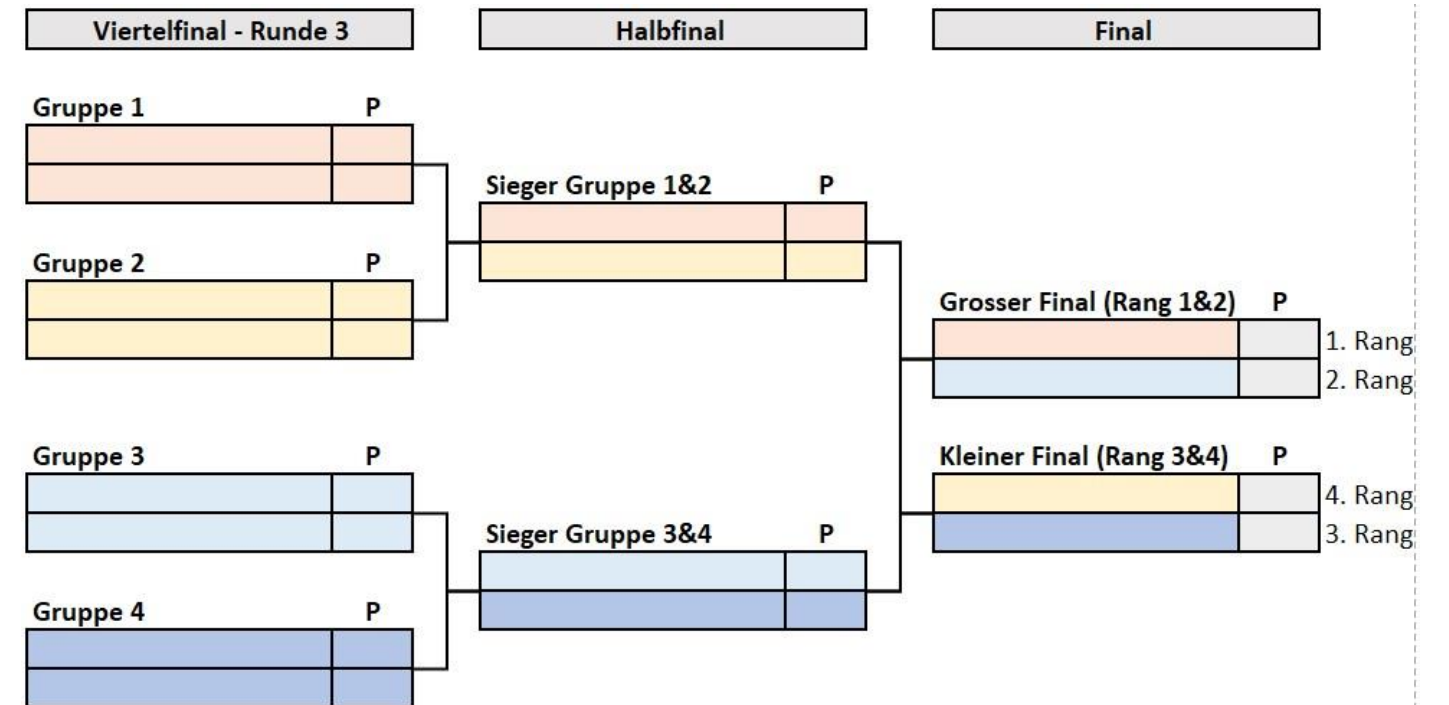 Viertelfinal - Runde 3
Halbfinal
Final
Gruppe 1 P
Sieger Gruppe 1&2 P
Gruppe 2 P
Grosser Final (Rang 1&2) P
1. Rang
2. Rang
Gruppe 3 P
Kleiner Final (Rang 3&4) P
4. Rang
3. Rang
Sieger Gruppe 3&4 P
Gruppe 4 P